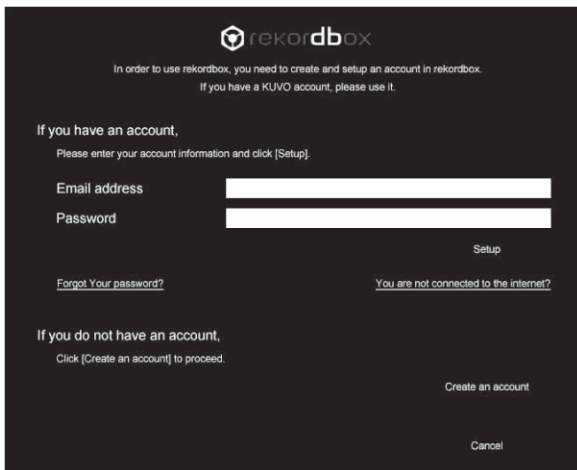 rekordbox
In order to use rekordbox, you need to create and setup an account in rekordbox.
If you have a KUVO account, please use it.
If you have an account,
Please enter your account information and click [Setup].
Email address
Password
Setup
Forgot Your password?
You are not connected to the internet?
If you do not have an account,
Click [Create an account] to proceed.
Create an account
Cancel